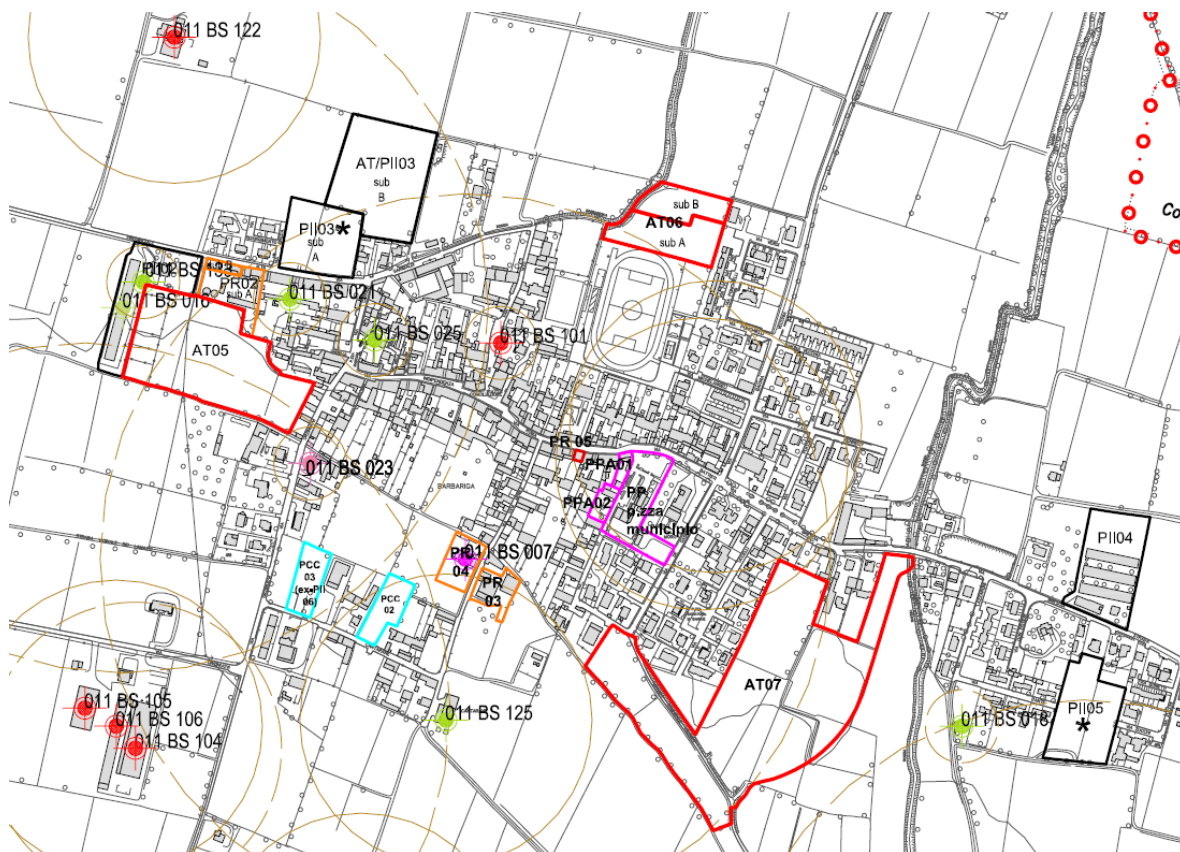 011 BS 122
AT/PII03
sub
B
PII03*
sub
A
sub B
AT06
sub A
Co
011 BS 133
PR02
sub A
011 BS 021
011 BS 016
011 BS 025
011 BS 101
AT05
PR 05
PPA01
011 BS 023
BARBARIGA
PPA02
PP
p.zza
municipio
PII04
PR
04
011 BS 007
PCC
03
(ex-PII
06)
PCC
02
PR
03
AT07
011 BS 105
011 BS 106
011 BS 104
011 BS 125
011 BS 018
PII05
*